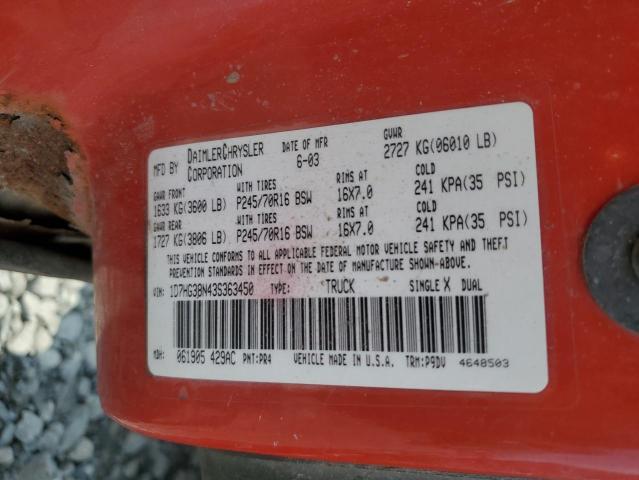 MFD BY DAIMLERCHRYSLER CORPORATION DATE OF MFR 6-03 GVWR 2727 KG(06010 LB)
GAWR FRONT WITH TIRES RIMS AT COLD
1633 KG(3600 LB) P245/70R16 BSW 16X7.0 241 KPA(35 PSI)
GAWR REAR WITH TIRES RIMS AT COLD
1727 KG(3806 LB) P245/70R16 BSW 16X7.0 241 KPA(35 PSI)
THIS VEHICLE CONFORMS TO ALL APPLICABLE FEDERAL MOTOR VEHICLE SAFETY AND THEFT
PREVENTION STANDARDS IN EFFECT ON THE DATE OF MANUFACTURE SHOWN ABOVE.
VIN: 1D7HG38N43S363450 TYPE: TRUCK SINGLE X DUAL
MDH: 061905 429AC PNT:PR4 VEHICLE MADE IN U.S.A. TRM:P9DV 4648503